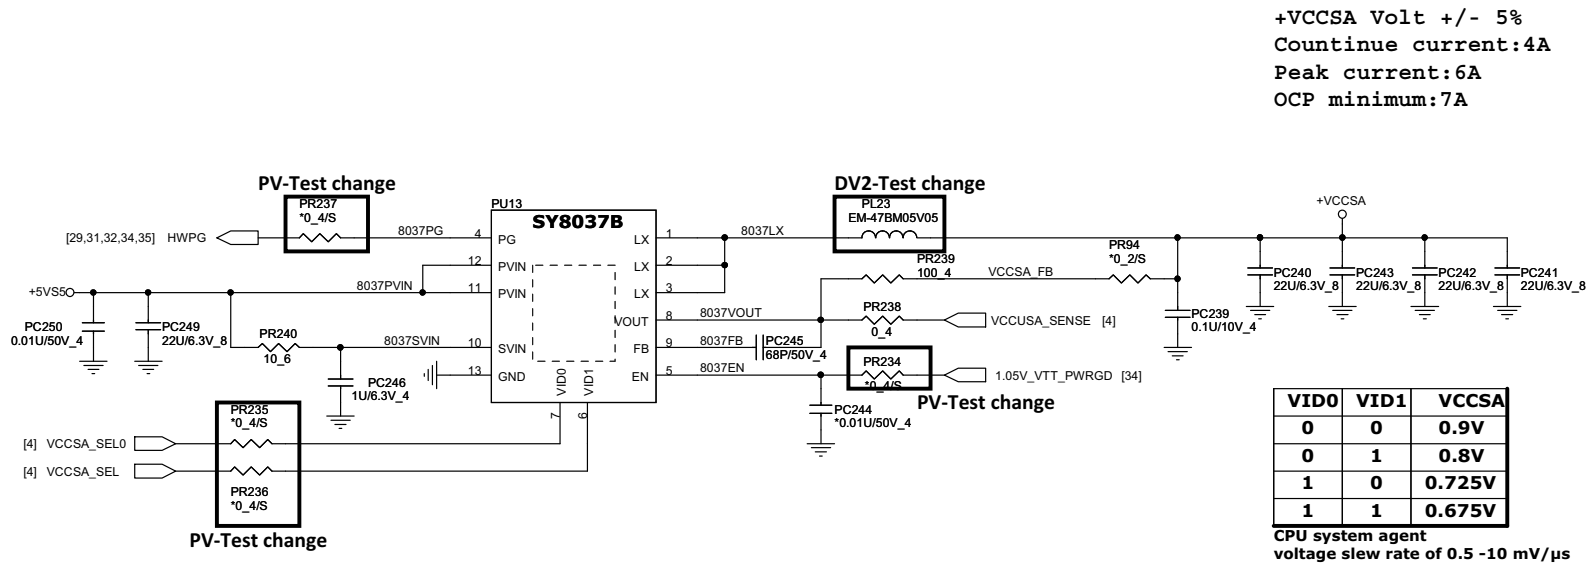 +VCCSA Volt +/- 5%
Countinue current:4A
Peak current:6A
OCP minimum:7A
PV-Test change
PR237
*0_4/S
[29,31,32,34,35] HWPG
8037PG
PU13
SY8037B
4 PG
12 PVIN
11 PVIN
10 SVIN
13 GND
VID0 7
VID1 6
LX 1
LX 2
LX 3
VOUT 8
FB 9
EN 5
+5VS5
8037PVIN
PC250
0.01U/50V_4
PC249
22U/6.3V_8
PR240
10_6
8037SVIN
PC246
1U/6.3V_4
PR235
*0_4/S
[4] VCCSA_SEL0
[4] VCCSA_SEL
PR236
*0_4/S
PV-Test change
DV2-Test change
PL23
EM-47BM05V05
8037LX
PR239
100_4
VCCSA_FB
PR94
*0_2/S
8037VOUT
PR238
0_4
VCCUSA_SENSE [4]
8037FB
PC245
68P/50V_4
8037EN
PR234
*0_4/S
1.05V_VTT_PWRGD [34]
PV-Test change
PC244
*0.01U/50V_4
+VCCSA
PC239
0.1U/10V_4
PC240
22U/6.3V_8
PC243
22U/6.3V_8
PC242
22U/6.3V_8
PC241
22U/6.3V_8
VID0 VID1 VCCSA
0 0 0.9V
0 1 0.8V
1 0 0.725V
1 1 0.675V
CPU system agent
voltage slew rate of 0.5 -10 mV/µs